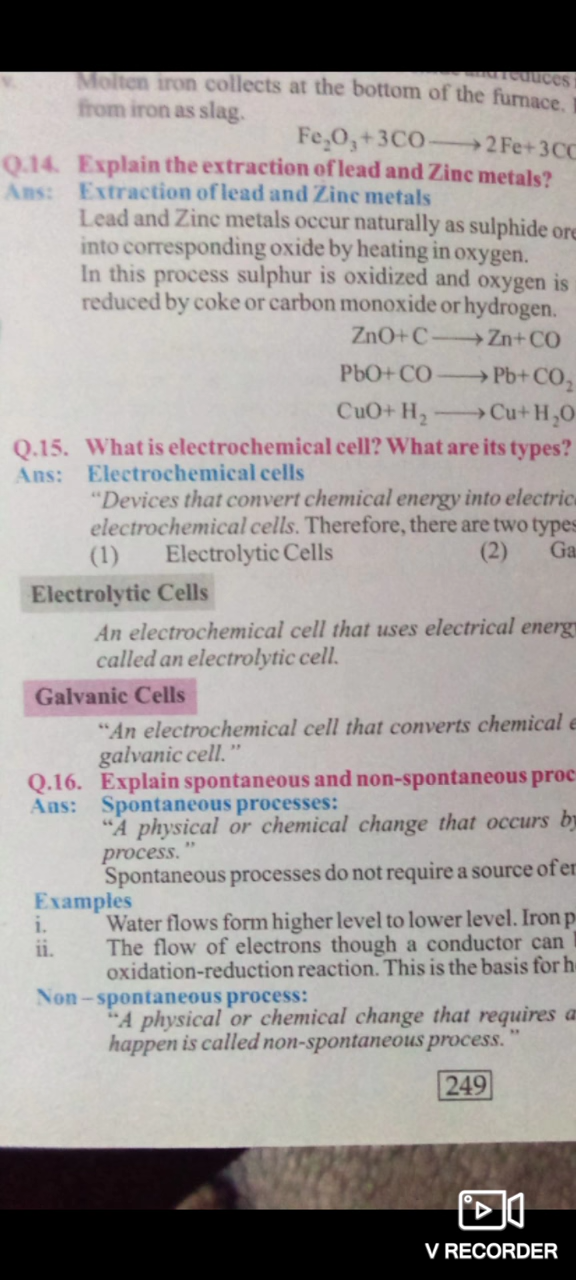 v. Molten iron collects at the bottom of the furnace.
from iron as slag.
Fe₂O₃+3CO⟶2Fe+3CO
Q.14. Explain the extraction of lead and Zinc metals?
Ans: Extraction of lead and Zinc metals
Lead and Zinc metals occur naturally as sulphide ore
into corresponding oxide by heating in oxygen.
In this process sulphur is oxidized and oxygen is
reduced by coke or carbon monoxide or hydrogen.
ZnO+C⟶Zn+CO
PbO+CO⟶Pb+CO₂
CuO+H₂⟶Cu+H₂O
Q.15. What is electrochemical cell? What are its types?
Ans: Electrochemical cells
"Devices that convert chemical energy into electric
electrochemical cells. Therefore, there are two types
(1) Electrolytic Cells (2) Ga
Electrolytic Cells
An electrochemical cell that uses electrical energy
called an electrolytic cell.
Galvanic Cells
"An electrochemical cell that converts chemical e
galvanic cell."
Q.16. Explain spontaneous and non-spontaneous proc
Ans: Spontaneous processes:
"A physical or chemical change that occurs by
process."
Spontaneous processes do not require a source of en
Examples
i. Water flows form higher level to lower level. Iron p
ii. The flow of electrons though a conductor can
oxidation-reduction reaction. This is the basis for h
Non–spontaneous process:
"A physical or chemical change that requires a
happen is called non-spontaneous process."
249
V RECORDER